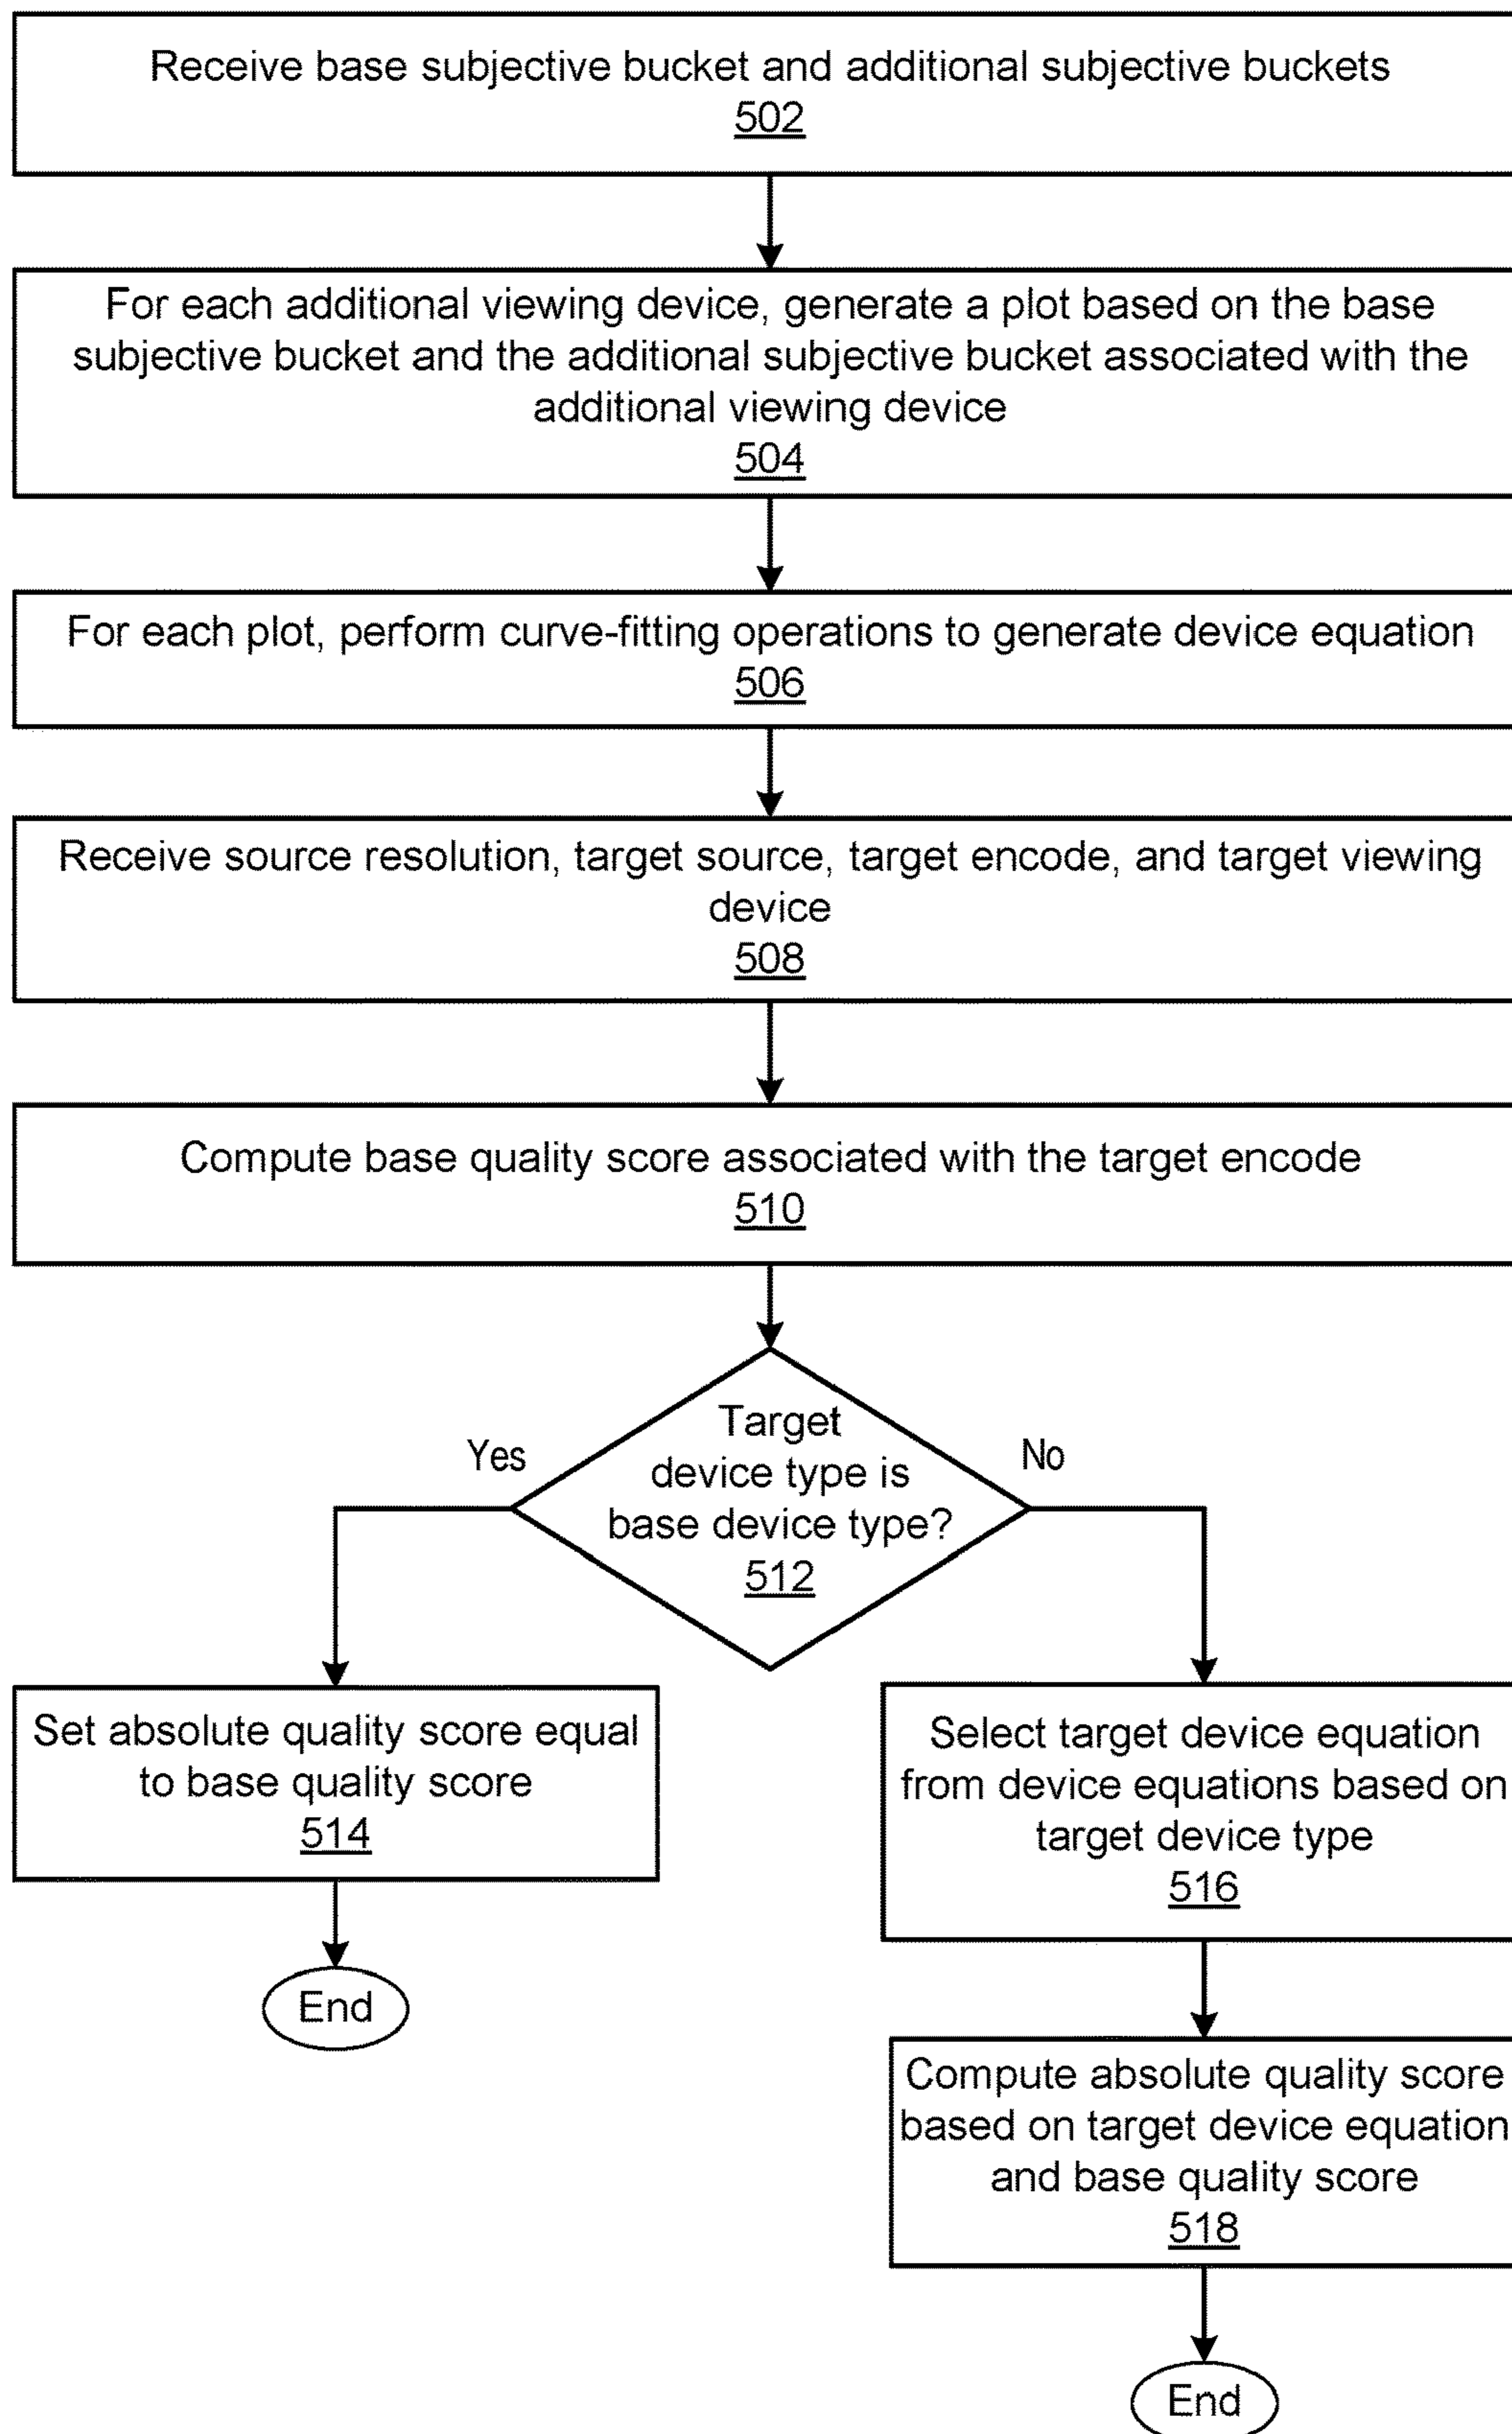 Receive base subjective bucket and additional subjective buckets
502
For each additional viewing device, generate a plot based on the base
subjective bucket and the additional subjective bucket associated with the
additional viewing device
504
For each plot, perform curve-fitting operations to generate device equation
506
Receive source resolution, target source, target encode, and target viewing
device
508
Compute base quality score associated with the target encode
510
Target
device type is
base device type?
512
Yes
No
Set absolute quality score equal
to base quality score
514
End
Select target device equation
from device equations based on
target device type
516
Compute absolute quality score
based on target device equation
and base quality score
518
End